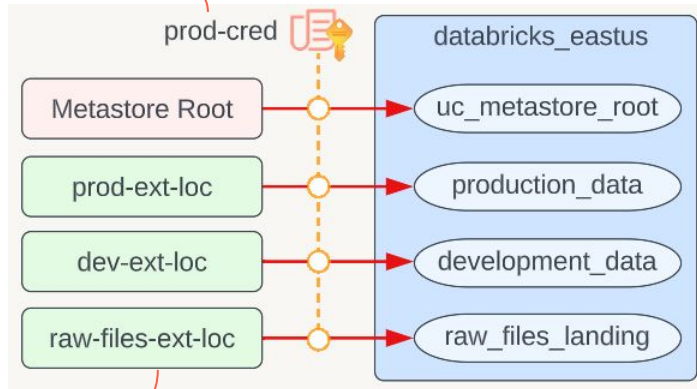 prod-cred
databricks_eastus
Metastore Root
uc_metastore_root
prod-ext-loc
production_data
dev-ext-loc
development_data
raw-files-ext-loc
raw_files_landing